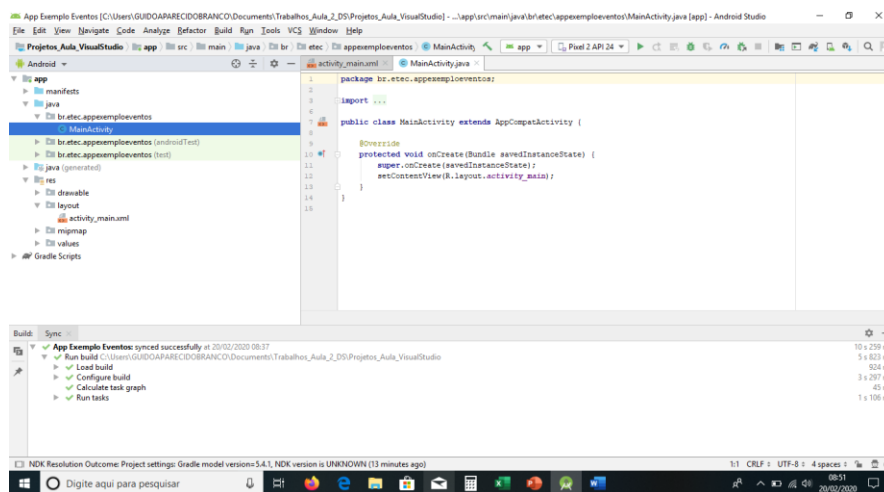 App Exemplo Eventos [C:\Users\GUIDOAPARECIDOBRANCO\Documents\Trabalhos_Aula_2_DS\Projetos_Aula_VisualStudio] - ...\app\src\main\java\br\etec\appexemploeventos\MainActivity.java [app] - Android Studio
File Edit View Navigate Code Analyze Refactor Build Run Tools VCS Window Help
Projetos_Aula_VisualStudio app src main java br etec appexemploeventos MainActivity app Pixel 2 API 24
Android activity_main.xml MainActivity.java
app
manifests
java
br.etec.appexemploeventos
MainActivity
br.etec.appexemploeventos (androidTest)
br.etec.appexemploeventos (test)
java (generated)
res
drawable
layout
activity_main.xml
mipmap
values
Gradle Scripts
1 package br.etec.appexemploeventos;
2
3 import ...
6
7 public class MainActivity extends AppCompatActivity {
8
9 @Override
10 protected void onCreate(Bundle savedInstanceState) {
11 super.onCreate(savedInstanceState);
12 setContentView(R.layout.activity_main);
13 }
14 }
15
Build: Sync
App Exemplo Eventos: synced successfully at 20/02/2020 08:37 10 s 259
Run build C:\Users\GUIDOAPARECIDOBRANCO\Documents\Trabalhos_Aula_2_DS\Projetos_Aula_VisualStudio 5 s 823
Load build 924
Configure build 3 s 297
Calculate task graph 45
Run tasks 1 s 106
NDK Resolution Outcome: Project settings: Gradle model version=5.4.1, NDK version is UNKNOWN (13 minutes ago) 1:1 CRLF UTF-8 4 spaces
Digite aqui para pesquisar 08:51
20/02/2020